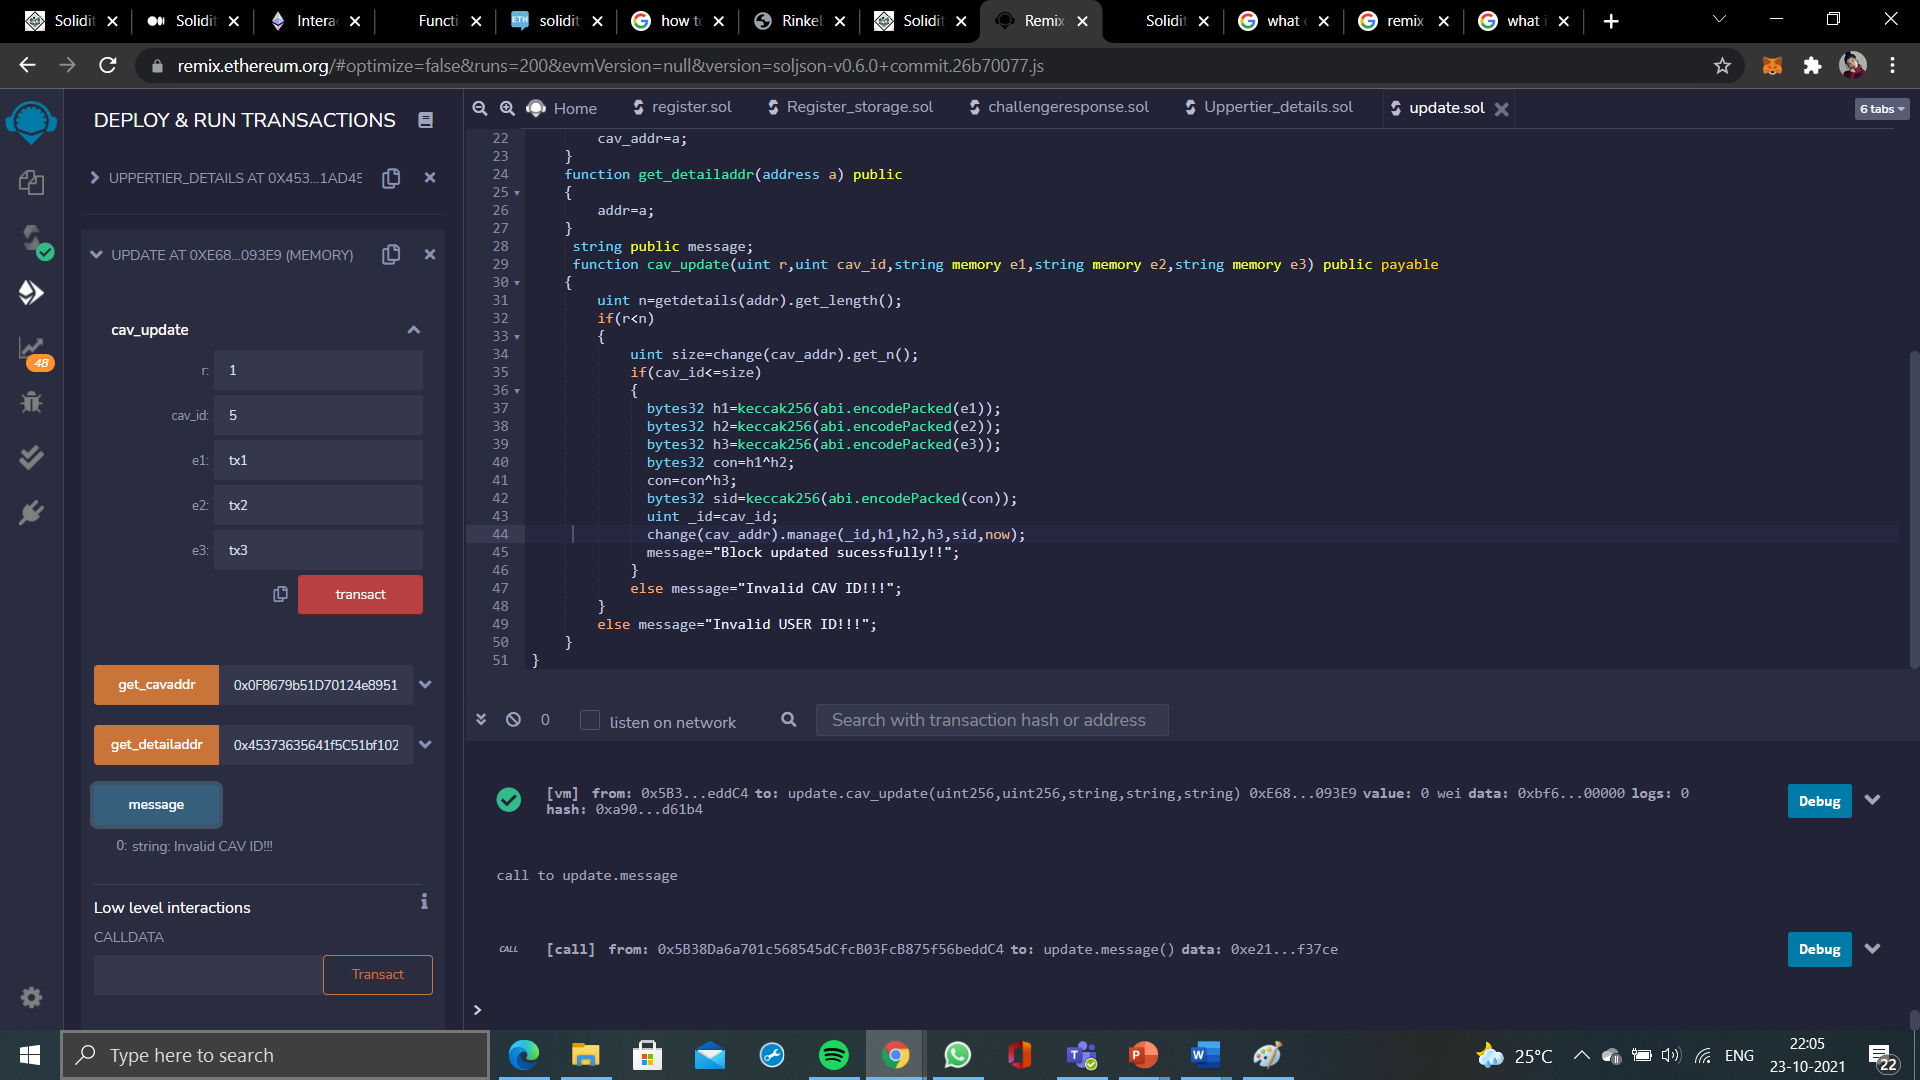 Solidit
Solidit
Intera
Functi
solidit
how to
Rinkel
Solidit
Remix
Solidit
what
remix
what i
remix.ethereum.org/#optimize=false&runs=200&evmVersion=null&version=soljson-v0.6.0+commit.26b70077.js
DEPLOY & RUN TRANSACTIONS
Home
register.sol
Register_storage.sol
challengeresponse.sol
Uppertier_details.sol
update.sol
6 tabs
UPPERTIER_DETAILS AT 0X453...1AD45
UPDATE AT 0XE68...093E9 (MEMORY)
cav_update
r: 1
cav_id: 5
e1: tx1
e2: tx2
e3: tx3
transact
get_cavaddr 0x0F8679b51D70124e8951
get_detailaddr 0x45373635641f5C51bf102
message
0: string: Invalid CAV ID!!!
Low level interactions
CALLDATA
Transact
48
22 cav_addr=a;
23 }
24 function get_detailaddr(address a) public
25 {
26 addr=a;
27 }
28 string public message;
29 function cav_update(uint r,uint cav_id,string memory e1,string memory e2,string memory e3) public payable
30 {
31 uint n=getdetails(addr).get_length();
32 if(r<n)
33 {
34 uint size=change(cav_addr).get_n();
35 if(cav_id<=size)
36 {
37 bytes32 h1=keccak256(abi.encodePacked(e1));
38 bytes32 h2=keccak256(abi.encodePacked(e2));
39 bytes32 h3=keccak256(abi.encodePacked(e3));
40 bytes32 con=h1^h2;
41 con=con^h3;
42 bytes32 sid=keccak256(abi.encodePacked(con));
43 uint _id=cav_id;
44 change(cav_addr).manage(_id,h1,h2,h3,sid,now);
45 message="Block updated sucessfully!!";
46 }
47 else message="Invalid CAV ID!!!";
48 }
49 else message="Invalid USER ID!!!";
50 }
51 }
0
listen on network
Search with transaction hash or address
[vm] from: 0x5B3...eddC4 to: update.cav_update(uint256,uint256,string,string,string) 0xE68...093E9 value: 0 wei data: 0xbf6...00000 logs: 0
hash: 0xa90...d61b4
Debug
call to update.message
CALL [call] from: 0x5B38Da6a701c568545dCfcB03FcB875f56beddC4 to: update.message() data: 0xe21...f37ce
Debug
>
Type here to search
25°C
ENG
22:05
23-10-2021
22